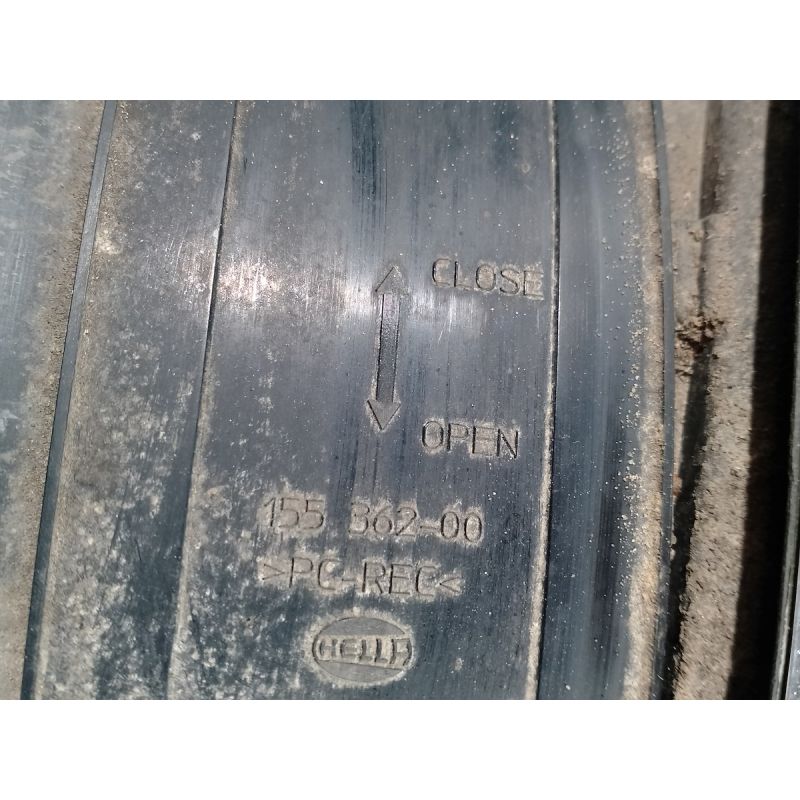 CLOSE
OPEN
155 362-00
>PC-REC<
HELLA